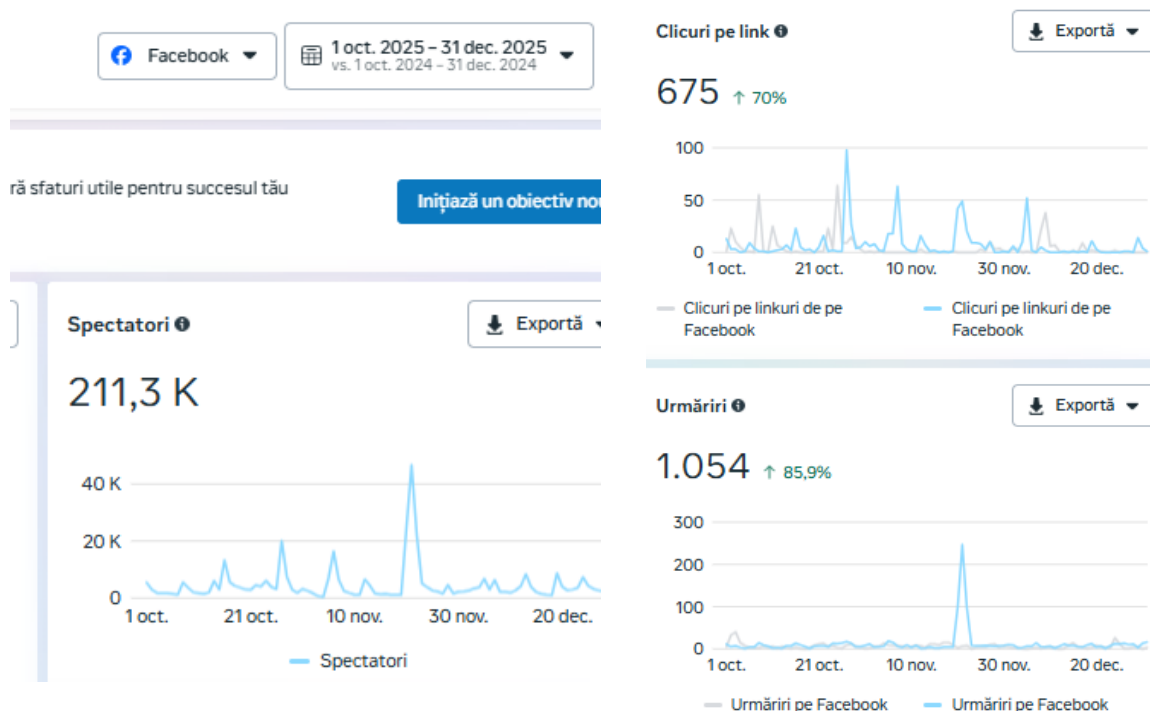 Facebook
1 oct. 2025 – 31 dec. 2025
vs. 1 oct. 2024 – 31 dec. 2024
ră sfaturi utile pentru succesul tău
Inițiază un obiectiv nou
Spectatori
Exportă
211,3 K
40 K
20 K
0
1 oct. 21 oct. 10 nov. 30 nov. 20 dec.
Spectatori
Clicuri pe link
Exportă
675 ↑ 70%
100
50
0
1 oct. 21 oct. 10 nov. 30 nov. 20 dec.
Clicuri pe linkuri de pe Facebook
Clicuri pe linkuri de pe Facebook
Urmăriri
Exportă
1.054 ↑ 85,9%
300
200
100
0
1 oct. 21 oct. 10 nov. 30 nov. 20 dec.
Urmăriri pe Facebook Urmăriri pe Facebook